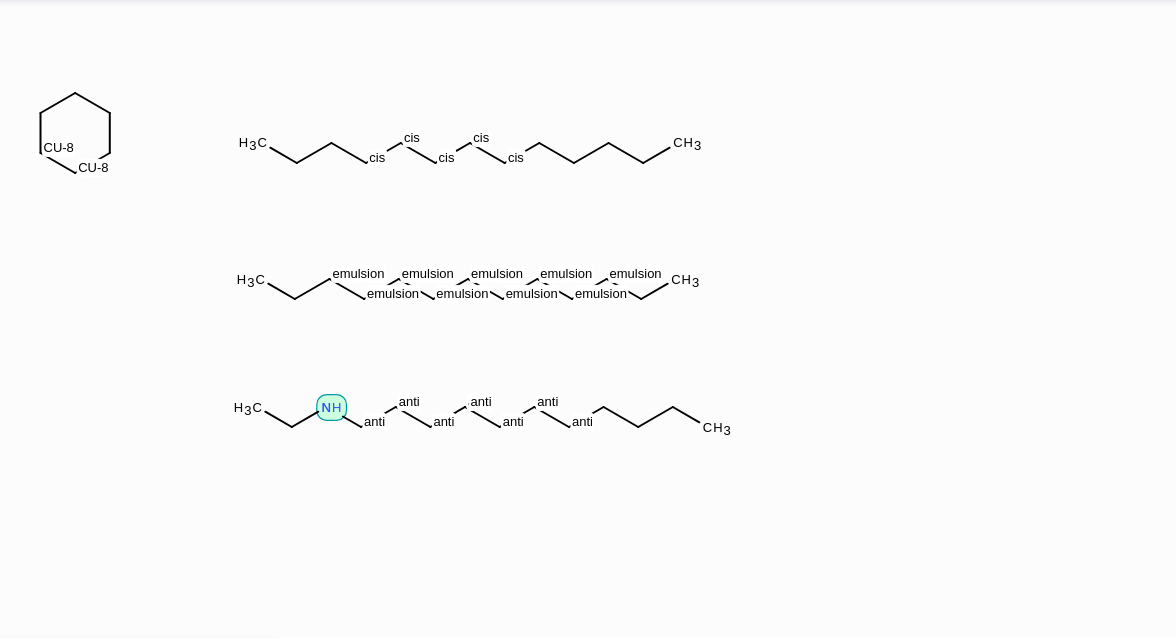 CU-8
CU-8
H3C cis cis cis cis cis CH3
H3C emulsion emulsion emulsion emulsion emulsion emulsion emulsion emulsion emulsion CH3
H3C NH anti anti anti anti anti anti anti CH3